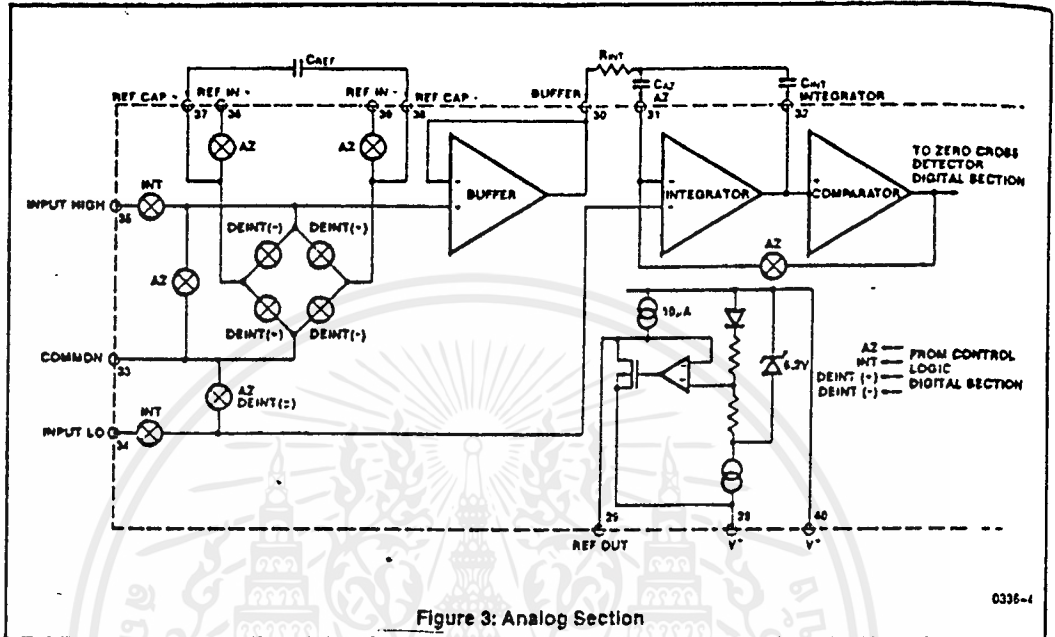 CREF
RINT
REF CAP - REF IN - REF IN - REF CAP - BUFFER CAZ AZ CINT INTEGRATOR
37 36 39 38 30 31 32
AZ AZ
TO ZERO CROSS
DETECTOR
DIGITAL SECTION
INT
BUFFER INTEGRATOR COMPARATOR
INPUT HIGH
35
DEINT(-) DEINT(+)
AZ AZ
DEINT(+) DEINT(-)
10µA
COMMON
33
6.2V
AZ
DEINT(±)
INT
INPUT LO
34
AZ
INT
DEINT (+)
DEINT (-)
FROM CONTROL
LOGIC
DIGITAL SECTION
29 28 40
REF OUT V- V+
0336-4
Figure 3: Analog Section